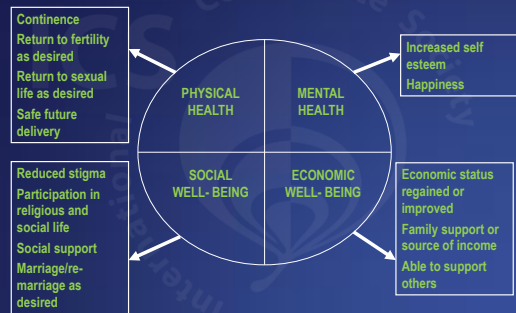 Continence
Return to fertility
as desired
Return to sexual
life as desired
Safe future
delivery
PHYSICAL
HEALTH
MENTAL
HEALTH
Increased self
esteem
Happiness
Reduced stigma
Participation in
religious and
social life
Social support
Marriage/re-
marriage as
desired
SOCIAL
WELL- BEING
ECONOMIC
WELL- BEING
Economic status
regained or
improved
Family support or
source of income
Able to support
others
ICS